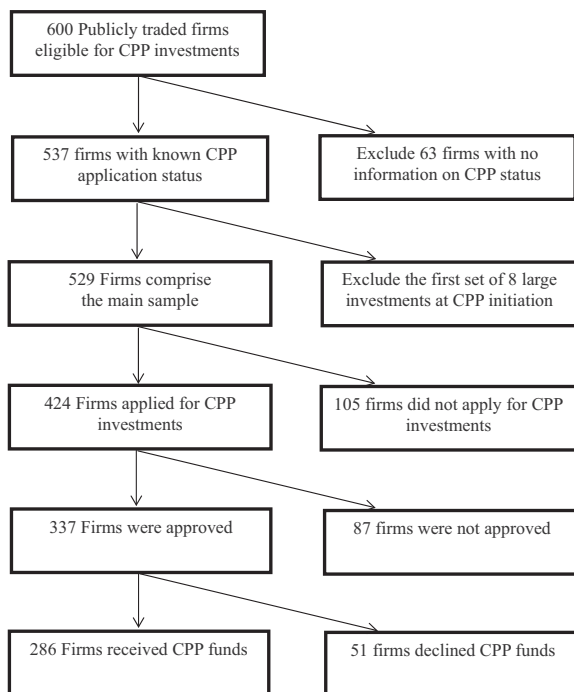 600 Publicly traded firms
eligible for CPP investments
537 firms with known CPP
application status
Exclude 63 firms with no
information on CPP status
529 Firms comprise
the main sample
Exclude the first set of 8 large
investments at CPP initiation
424 Firms applied for CPP
investments
105 firms did not apply for CPP
investments
337 Firms were approved
87 firms were not approved
286 Firms received CPP funds
51 firms declined CPP funds